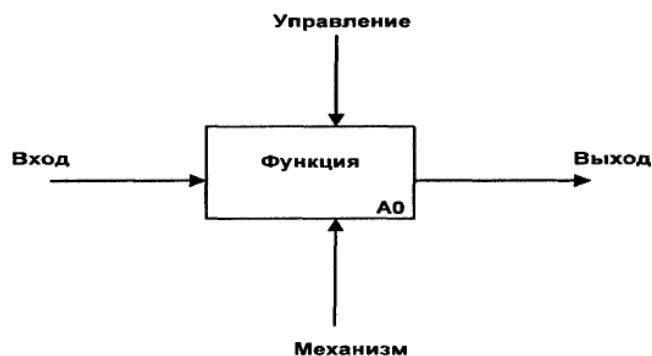 Управление
Вход
Функция
Выход
A0
Механизм